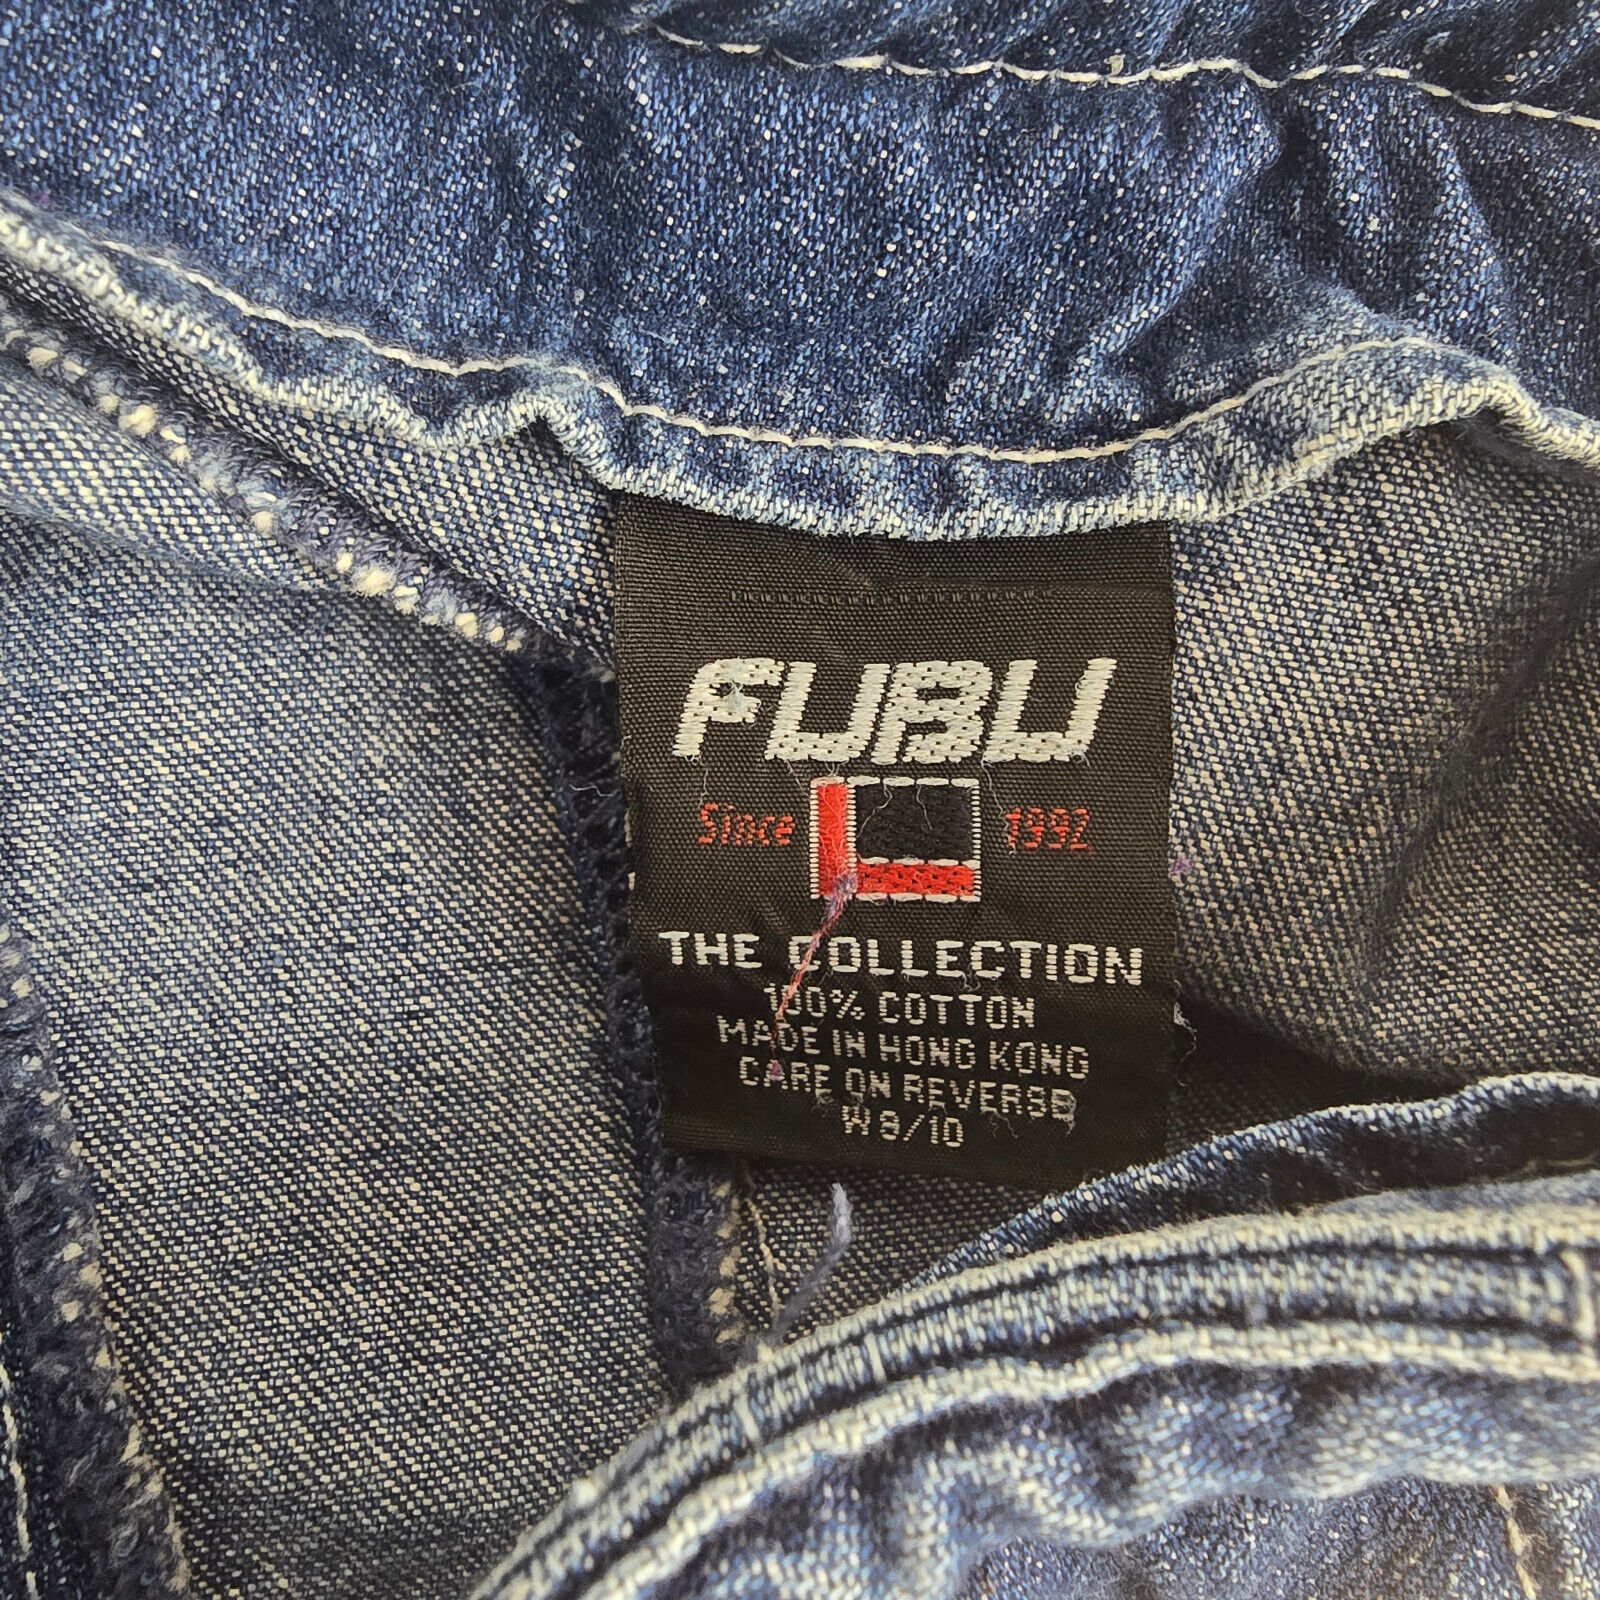 FUBU
Since 1992
THE COLLECTION
100% COTTON
MADE IN HONG KONG
CARE ON REVERSE
W 9/10